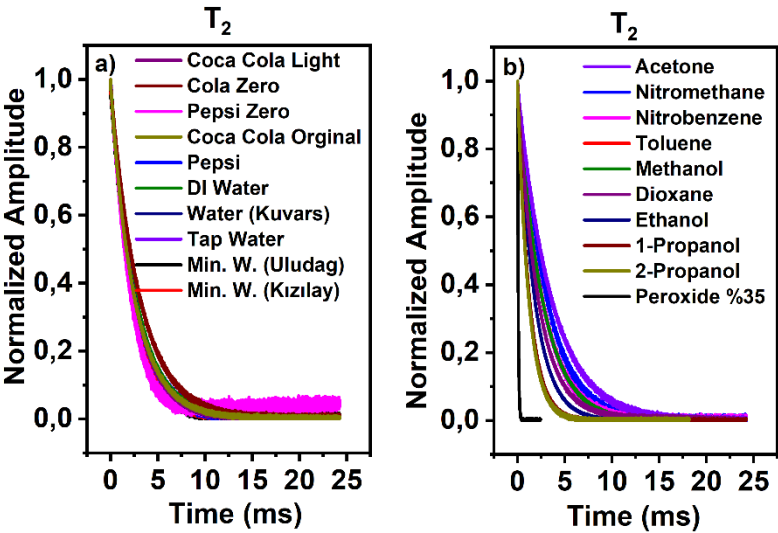 T2
a)
Coca Cola Light
Cola Zero
Pepsi Zero
Coca Cola Orginal
Pepsi
DI Water
Water (Kuvars)
Tap Water
Min. W. (Uludag)
Min. W. (Kızılay)
Normalized Amplitude
1,0
0,8
0,6
0,4
0,2
0,0
0 5 10 15 20 25
Time (ms)
T2
b)
Acetone
Nitromethane
Nitrobenzene
Toluene
Methanol
Dioxane
Ethanol
1-Propanol
2-Propanol
Peroxide %35
Normalized Amplitude
1,0
0,8
0,6
0,4
0,2
0,0
0 5 10 15 20 25
Time (ms)